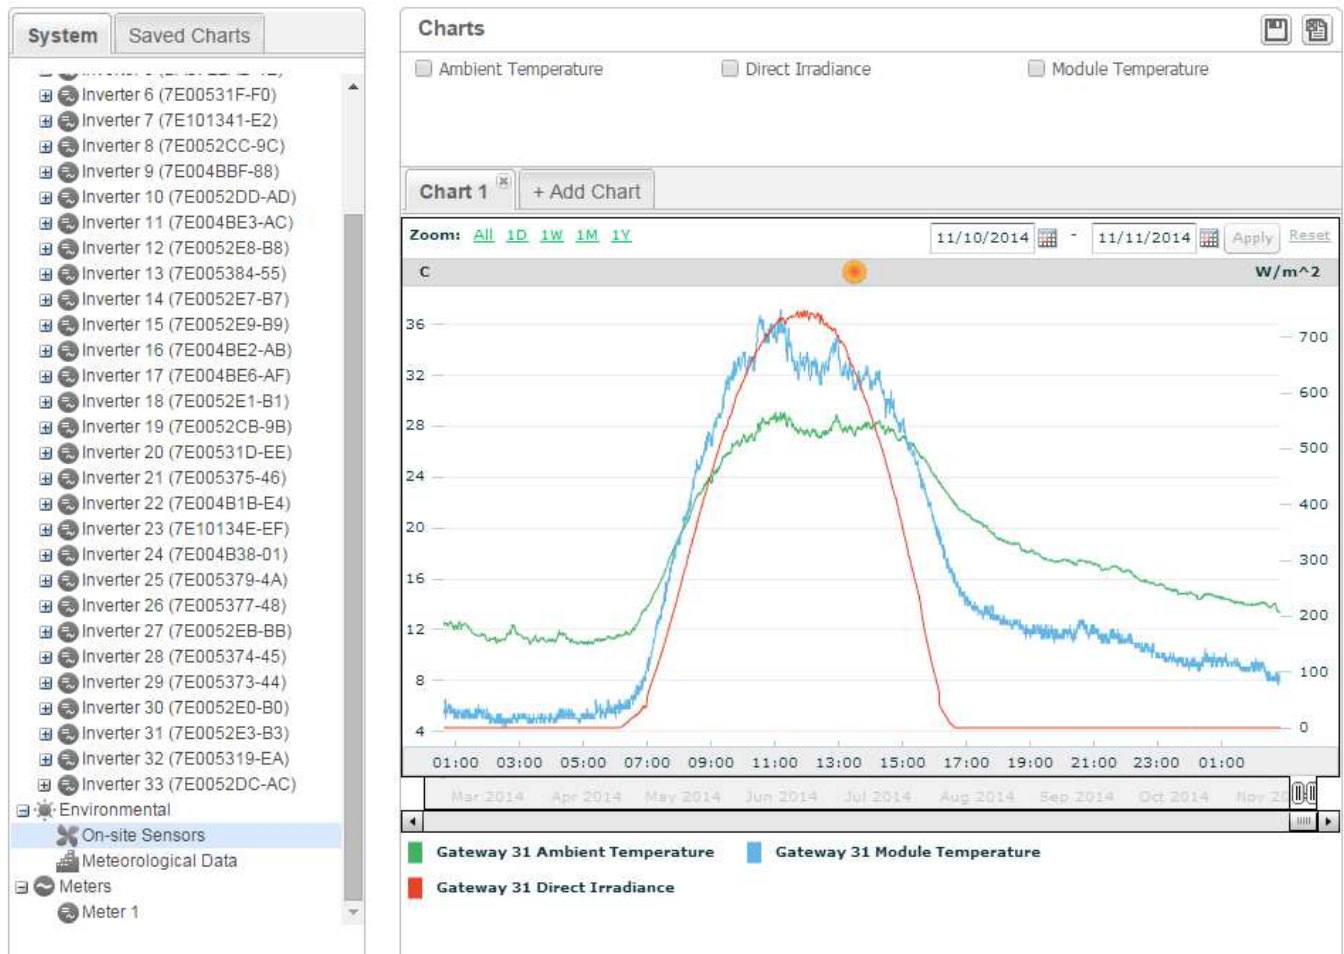 System
Saved Charts
Inverter 6 (7E00531F-F0)
Inverter 7 (7E101341-E2)
Inverter 8 (7E0052CC-9C)
Inverter 9 (7E004BBF-88)
Inverter 10 (7E0052DD-AD)
Inverter 11 (7E004BE3-AC)
Inverter 12 (7E0052E8-B8)
Inverter 13 (7E005384-55)
Inverter 14 (7E0052E7-B7)
Inverter 15 (7E0052E9-B9)
Inverter 16 (7E004BE2-AB)
Inverter 17 (7E004BE6-AF)
Inverter 18 (7E0052E1-B1)
Inverter 19 (7E0052CB-9B)
Inverter 20 (7E00531D-EE)
Inverter 21 (7E005375-46)
Inverter 22 (7E004B1B-E4)
Inverter 23 (7E10134E-EF)
Inverter 24 (7E004B38-01)
Inverter 25 (7E005379-4A)
Inverter 26 (7E005377-48)
Inverter 27 (7E0052EB-BB)
Inverter 28 (7E005374-45)
Inverter 29 (7E005373-44)
Inverter 30 (7E0052E0-B0)
Inverter 31 (7E0052E3-B3)
Inverter 32 (7E005319-EA)
Inverter 33 (7E0052DC-AC)
Environmental
On-site Sensors
Meteorological Data
Meters
Meter 1
Charts
Ambient Temperature
Direct Irradiance
Module Temperature
Chart 1
+ Add Chart
Zoom: All 1D 1W 1M 1Y
11/10/2014 - 11/11/2014 Apply Reset
C
W/m^2
36
32
28
24
20
16
12
8
4
700
600
500
400
300
200
100
0
01:00 03:00 05:00 07:00 09:00 11:00 13:00 15:00 17:00 19:00 21:00 23:00 01:00
Mar 2014 Apr 2014 May 2014 Jun 2014 Jul 2014 Aug 2014 Sep 2014 Oct 2014 Nov
Gateway 31 Ambient Temperature
Gateway 31 Module Temperature
Gateway 31 Direct Irradiance